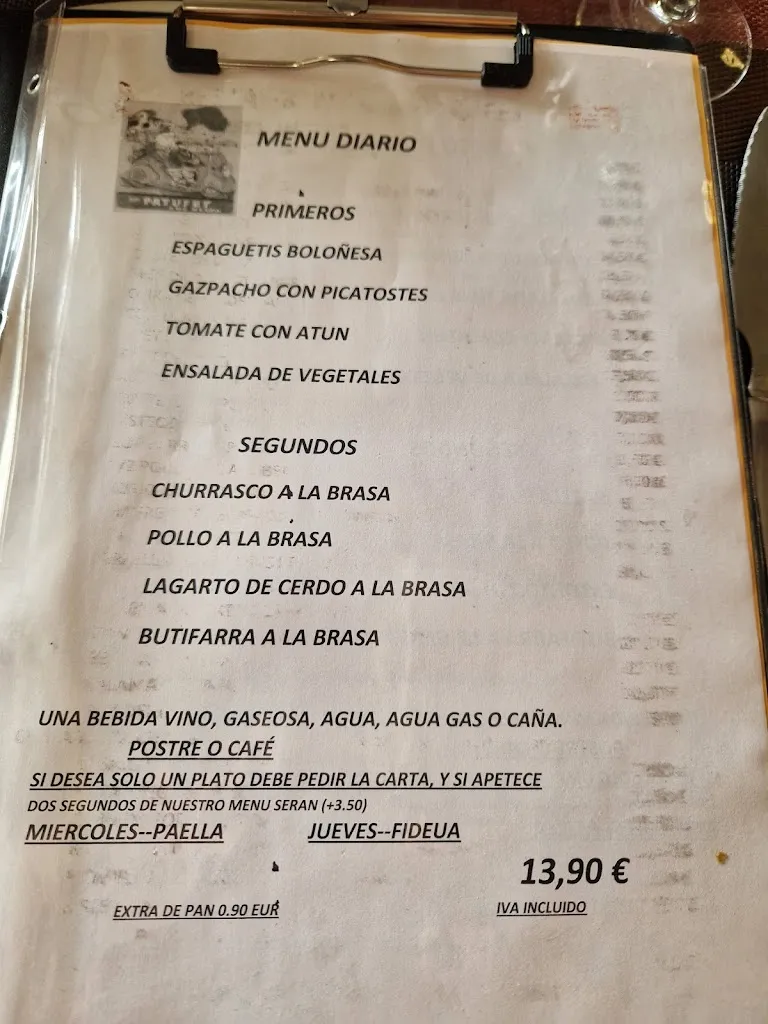 MENU DIARIO
PATUFET
PRIMEROS
ESPAGUETIS BOLOÑESA
GAZPACHO CON PICATOSTES
TOMATE CON ATUN
ENSALADA DE VEGETALES
SEGUNDOS
CHURRASCO A LA BRASA
POLLO A LA BRASA
LAGARTO DE CERDO A LA BRASA
BUTIFARRA A LA BRASA
UNA BEBIDA VINO, GASEOSA, AGUA, AGUA GAS O CAÑA.
POSTRE O CAFÉ
SI DESEA SOLO UN PLATO DEBE PEDIR LA CARTA, Y SI APETECE
DOS SEGUNDOS DE NUESTRO MENU SERAN (+3.50)
MIERCOLES--PAELLA JUEVES--FIDEUA
13,90 €
EXTRA DE PAN 0.90 EUR IVA INCLUIDO